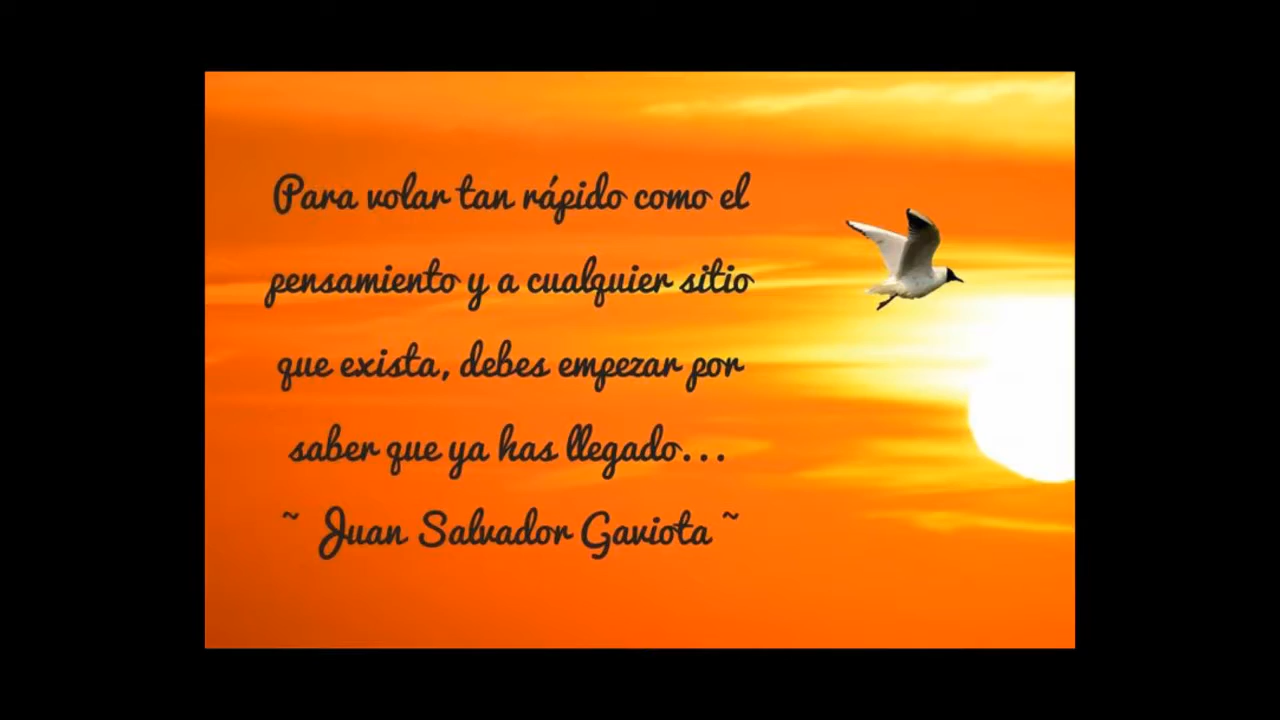 Para volar tan rápido como el
pensamiento y a cualquier sitio
que exista, debes empezar por
saber que ya has llegado...
~ Juan Salvador Gaviota ~